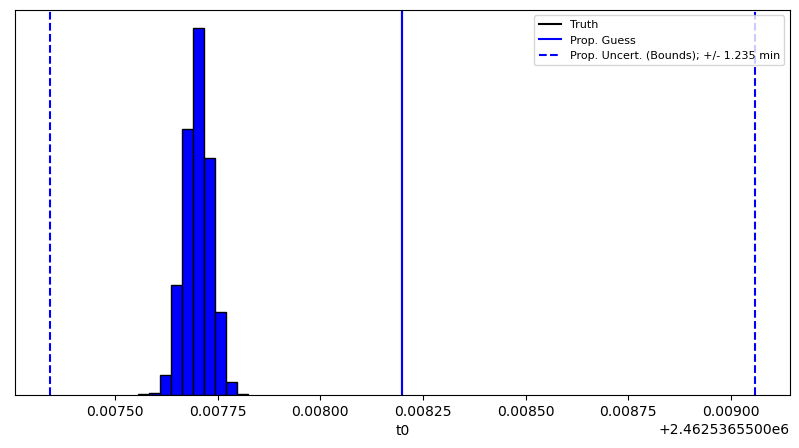 Truth
Prop. Guess
Prop. Uncert. (Bounds); +/- 1.235 min
0.00750 0.00775 0.00800 0.00825 0.00850 0.00875 0.00900
t0
+2.4625365500e6